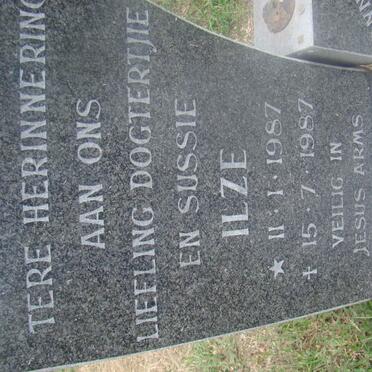 TERE HERINNERING
AAN ONS
LIEFLING DOGTERTJIE
EN SUSSIE
ILZE
☆ 11·1·1987
+ 15·7·1987
VEILIG IN
JESUS ARMS